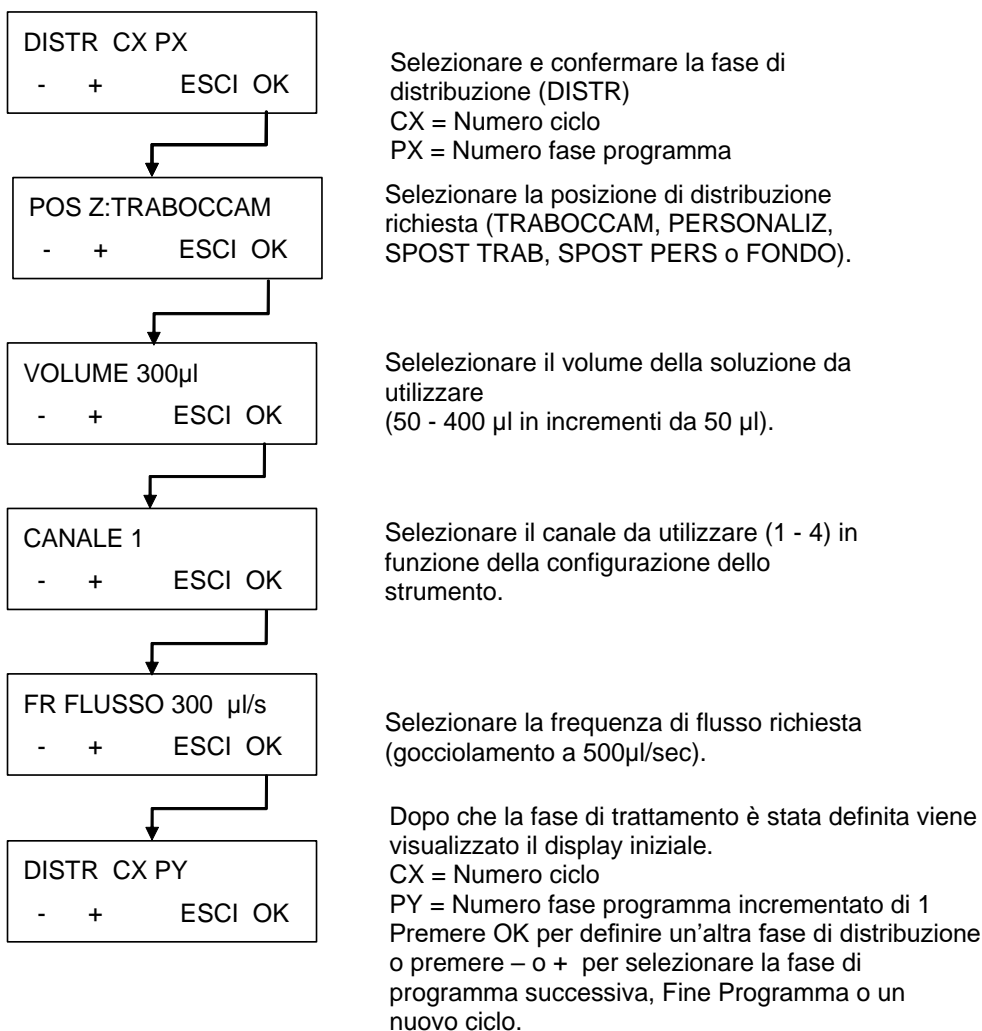 DISTR CX PX
- + ESCI OK
Selezionare e confermare la fase di
distribuzione (DISTR)
CX = Numero ciclo
PX = Numero fase programma
POS Z:TRABOCCAM
- + ESCI OK
Selezionare la posizione di distribuzione
richiesta (TRABOCCAM, PERSONALIZ,
SPOST TRAB, SPOST PERS o FONDO).
VOLUME 300µl
- + ESCI OK
Selelezionare il volume della soluzione da
utilizzare
(50 - 400 µl in incrementi da 50 µl).
CANALE 1
- + ESCI OK
Selezionare il canale da utilizzare (1 - 4) in
funzione della configurazione dello
strumento.
FR FLUSSO 300 µl/s
- + ESCI OK
Selezionare la frequenza di flusso richiesta
(gocciolamento a 500µl/sec).
DISTR CX PY
- + ESCI OK
Dopo che la fase di trattamento è stata definita viene
visualizzato il display iniziale.
CX = Numero ciclo
PY = Numero fase programma incrementato di 1
Premere OK per definire un’altra fase di distribuzione
o premere – o + per selezionare la fase di
programma successiva, Fine Programma o un
nuovo ciclo.